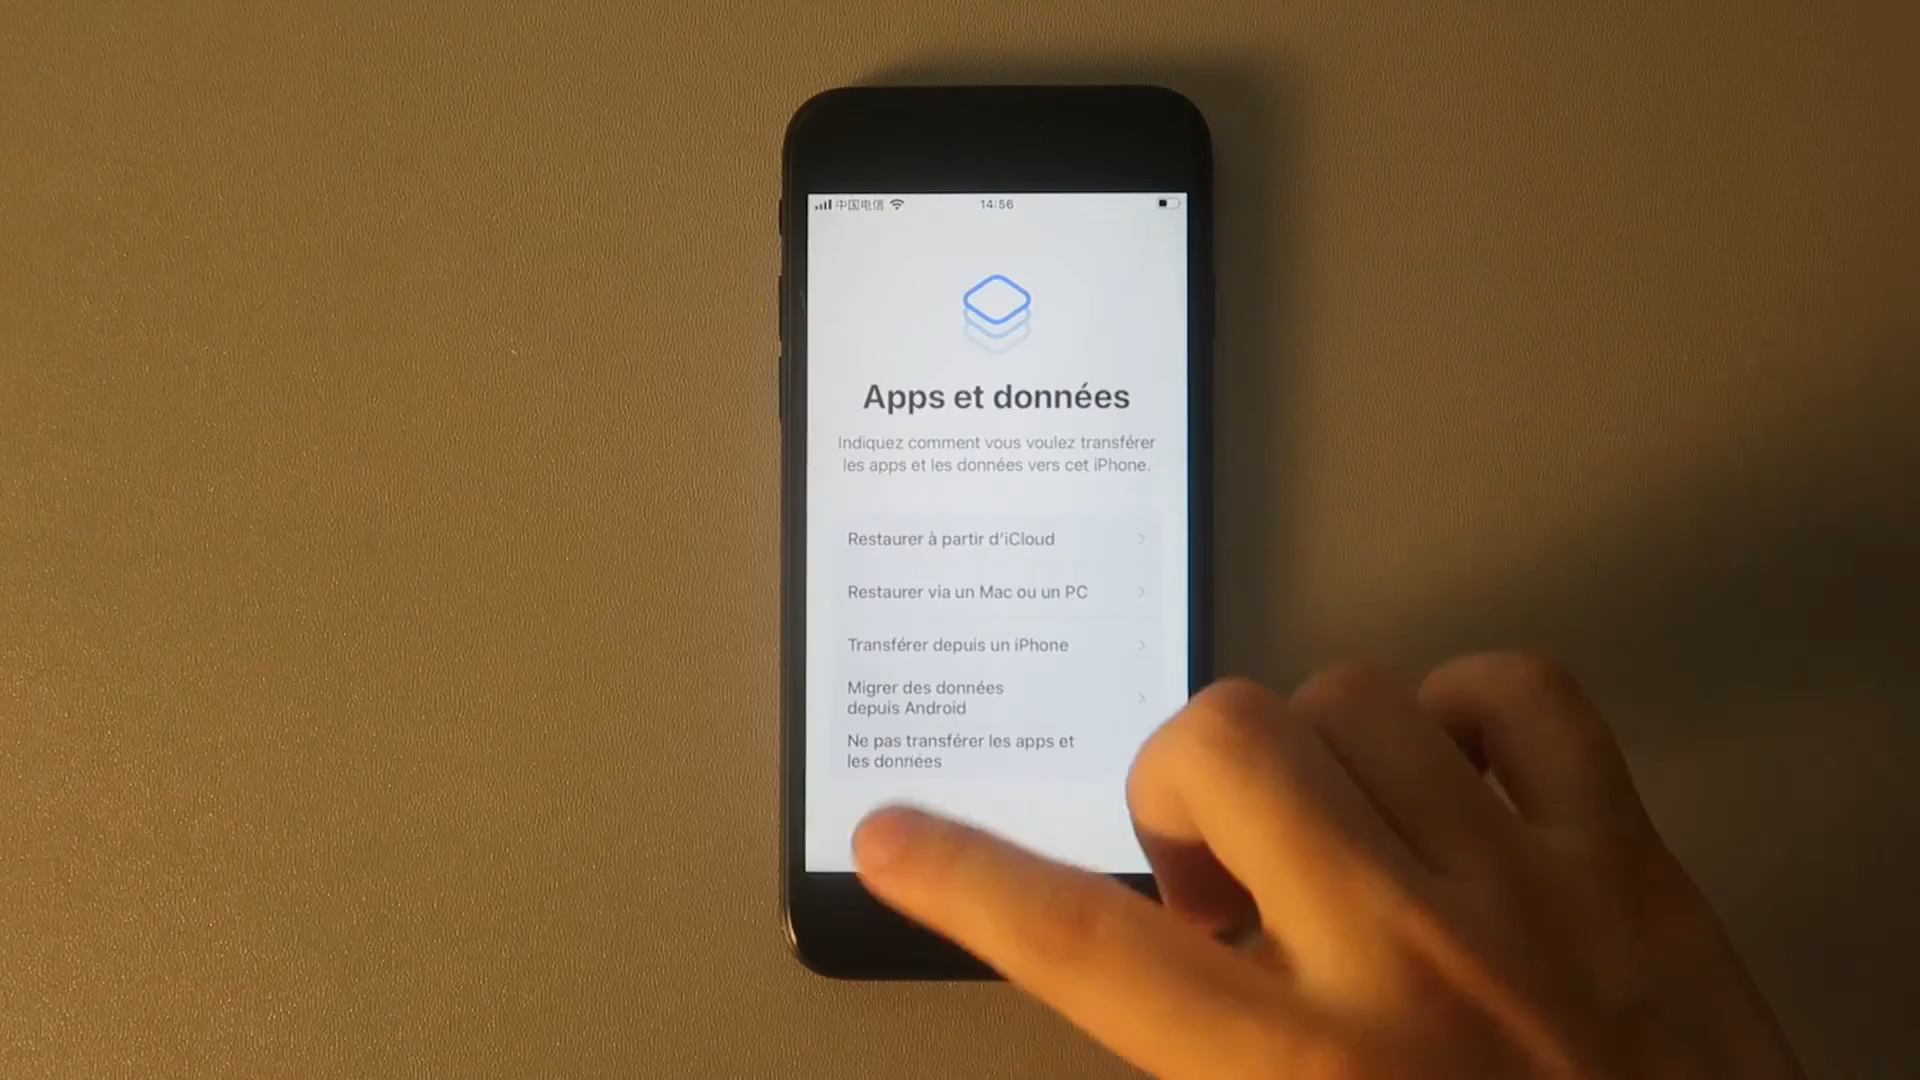 中国电信
14:56
Apps et données
Indiquez comment vous voulez transférer
les apps et les données vers cet iPhone.
Restaurer à partir d'iCloud
Restaurer via un Mac ou un PC
Transférer depuis un iPhone
Migrer des données
depuis Android
Ne pas transférer les apps et
les données